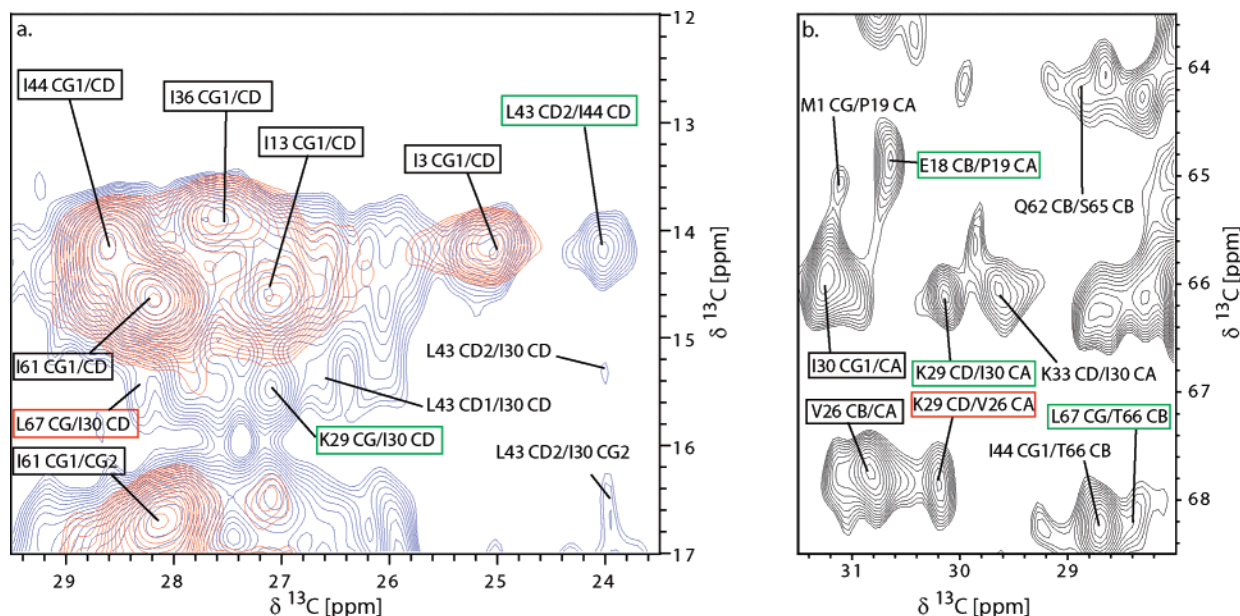 a.
I44 CG1/CD
I36 CG1/CD
I13 CG1/CD
I3 CG1/CD
L43 CD2/I44 CD
I61 CG1/CD
L67 CG/I30 CD
I61 CG1/CG2
K29 CG/I30 CD
L43 CD1/I30 CD
L43 CD2/I30 CD
L43 CD2/I30 CG2
12
13
14
15
16
17
δ ¹³C [ppm]
29 28 27 26 25 24
δ ¹³C [ppm]
b.
M1 CG/P19 CA
E18 CB/P19 CA
Q62 CB/S65 CB
I30 CG1/CA
K29 CD/I30 CA
K33 CD/I30 CA
V26 CB/CA
K29 CD/V26 CA
L67 CG/T66 CB
I44 CG1/T66 CB
64
65
66
67
68
δ ¹³C [ppm]
31 30 29
δ ¹³C [ppm]